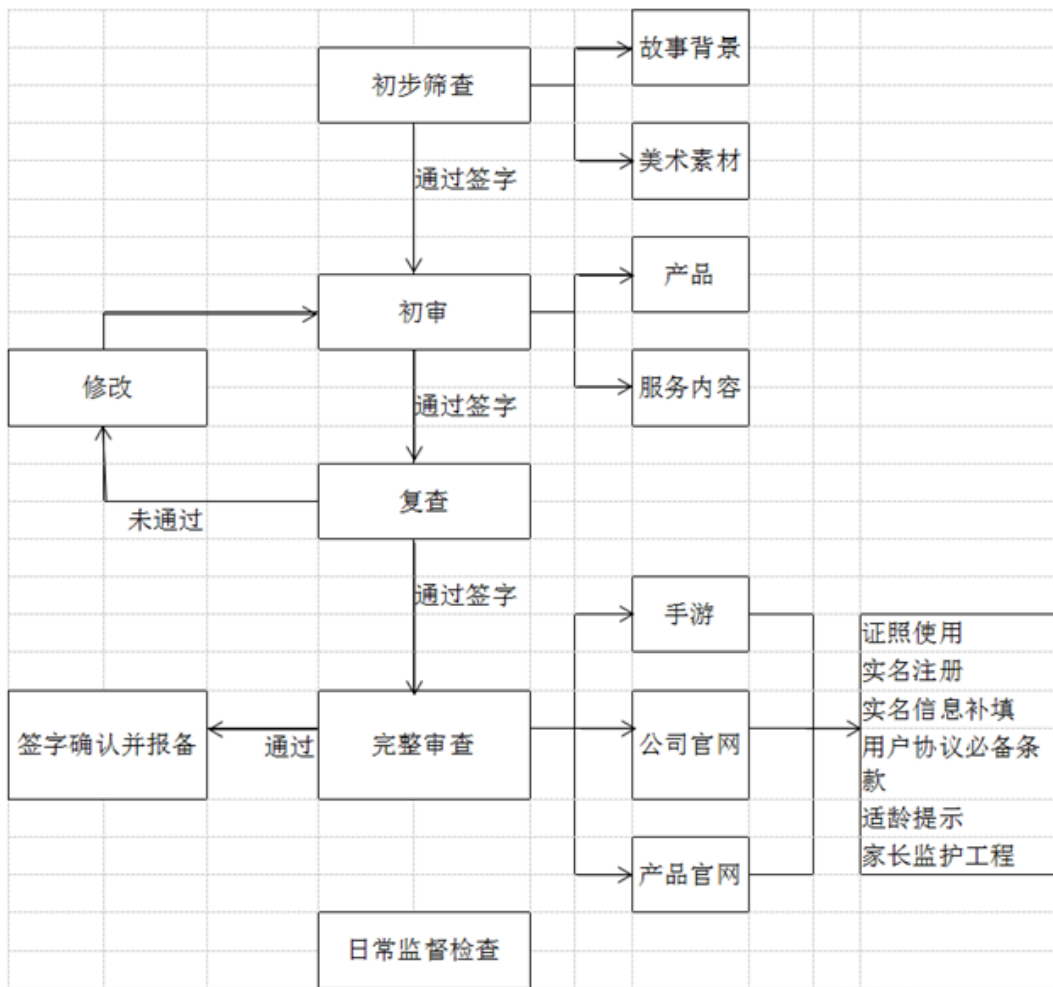 故事背景
初步筛查
美术素材
通过签字
产品
初审
修改
服务内容
通过签字
复查
未通过
通过签字
手游
证照使用
实名注册
实名信息补填
用户协议必备条
款
适龄提示
家长监护工程
签字确认并报备
通过
完整审查
公司官网
产品官网
日常监督检查